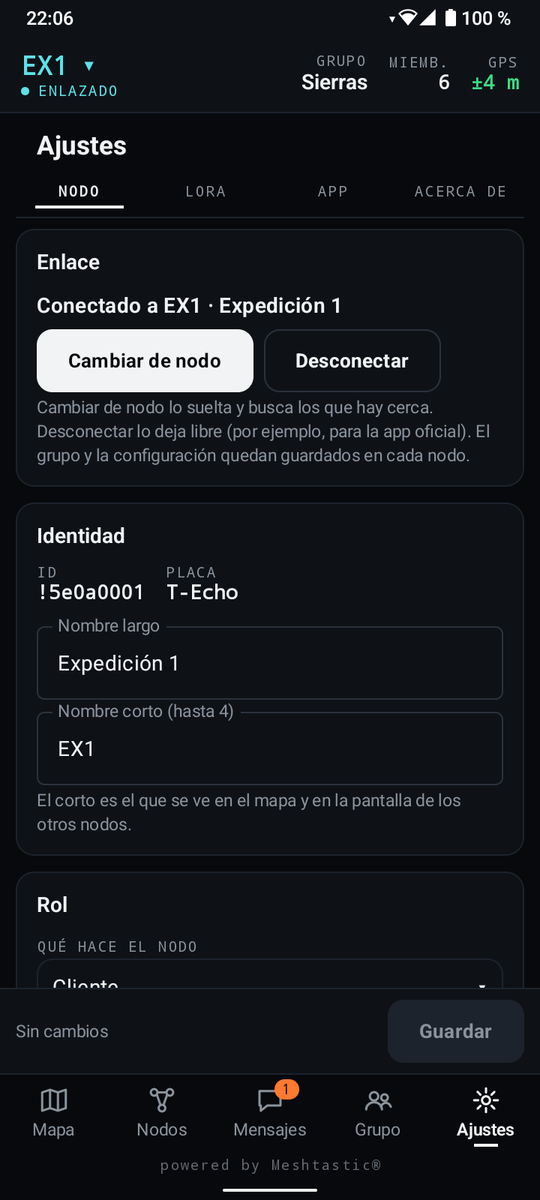 22:06
100 %
EX1 ▼
GRUPO
MIEMB.
GPS
Sierras
6
±4 m
● ENLAZADO
Ajustes
NODO
LORA
APP
ACERCA DE
Enlace
Conectado a EX1 · Expedición 1
Cambiar de nodo
Desconectar
Cambiar de nodo lo suelta y busca los que hay cerca.
Desconectar lo deja libre (por ejemplo, para la app oficial). El
grupo y la configuración quedan guardados en cada nodo.
Identidad
ID
PLACA
!5e0a0001
T-Echo
Nombre largo
Expedición 1
Nombre corto (hasta 4)
EX1
El corto es el que se ve en el mapa y en la pantalla de los
otros nodos.
Rol
QUÉ HACE EL NODO
Cliente
Sin cambios
Guardar
1
Mapa
Nodos
Mensajes
Grupo
Ajustes
powered by Meshtastic®